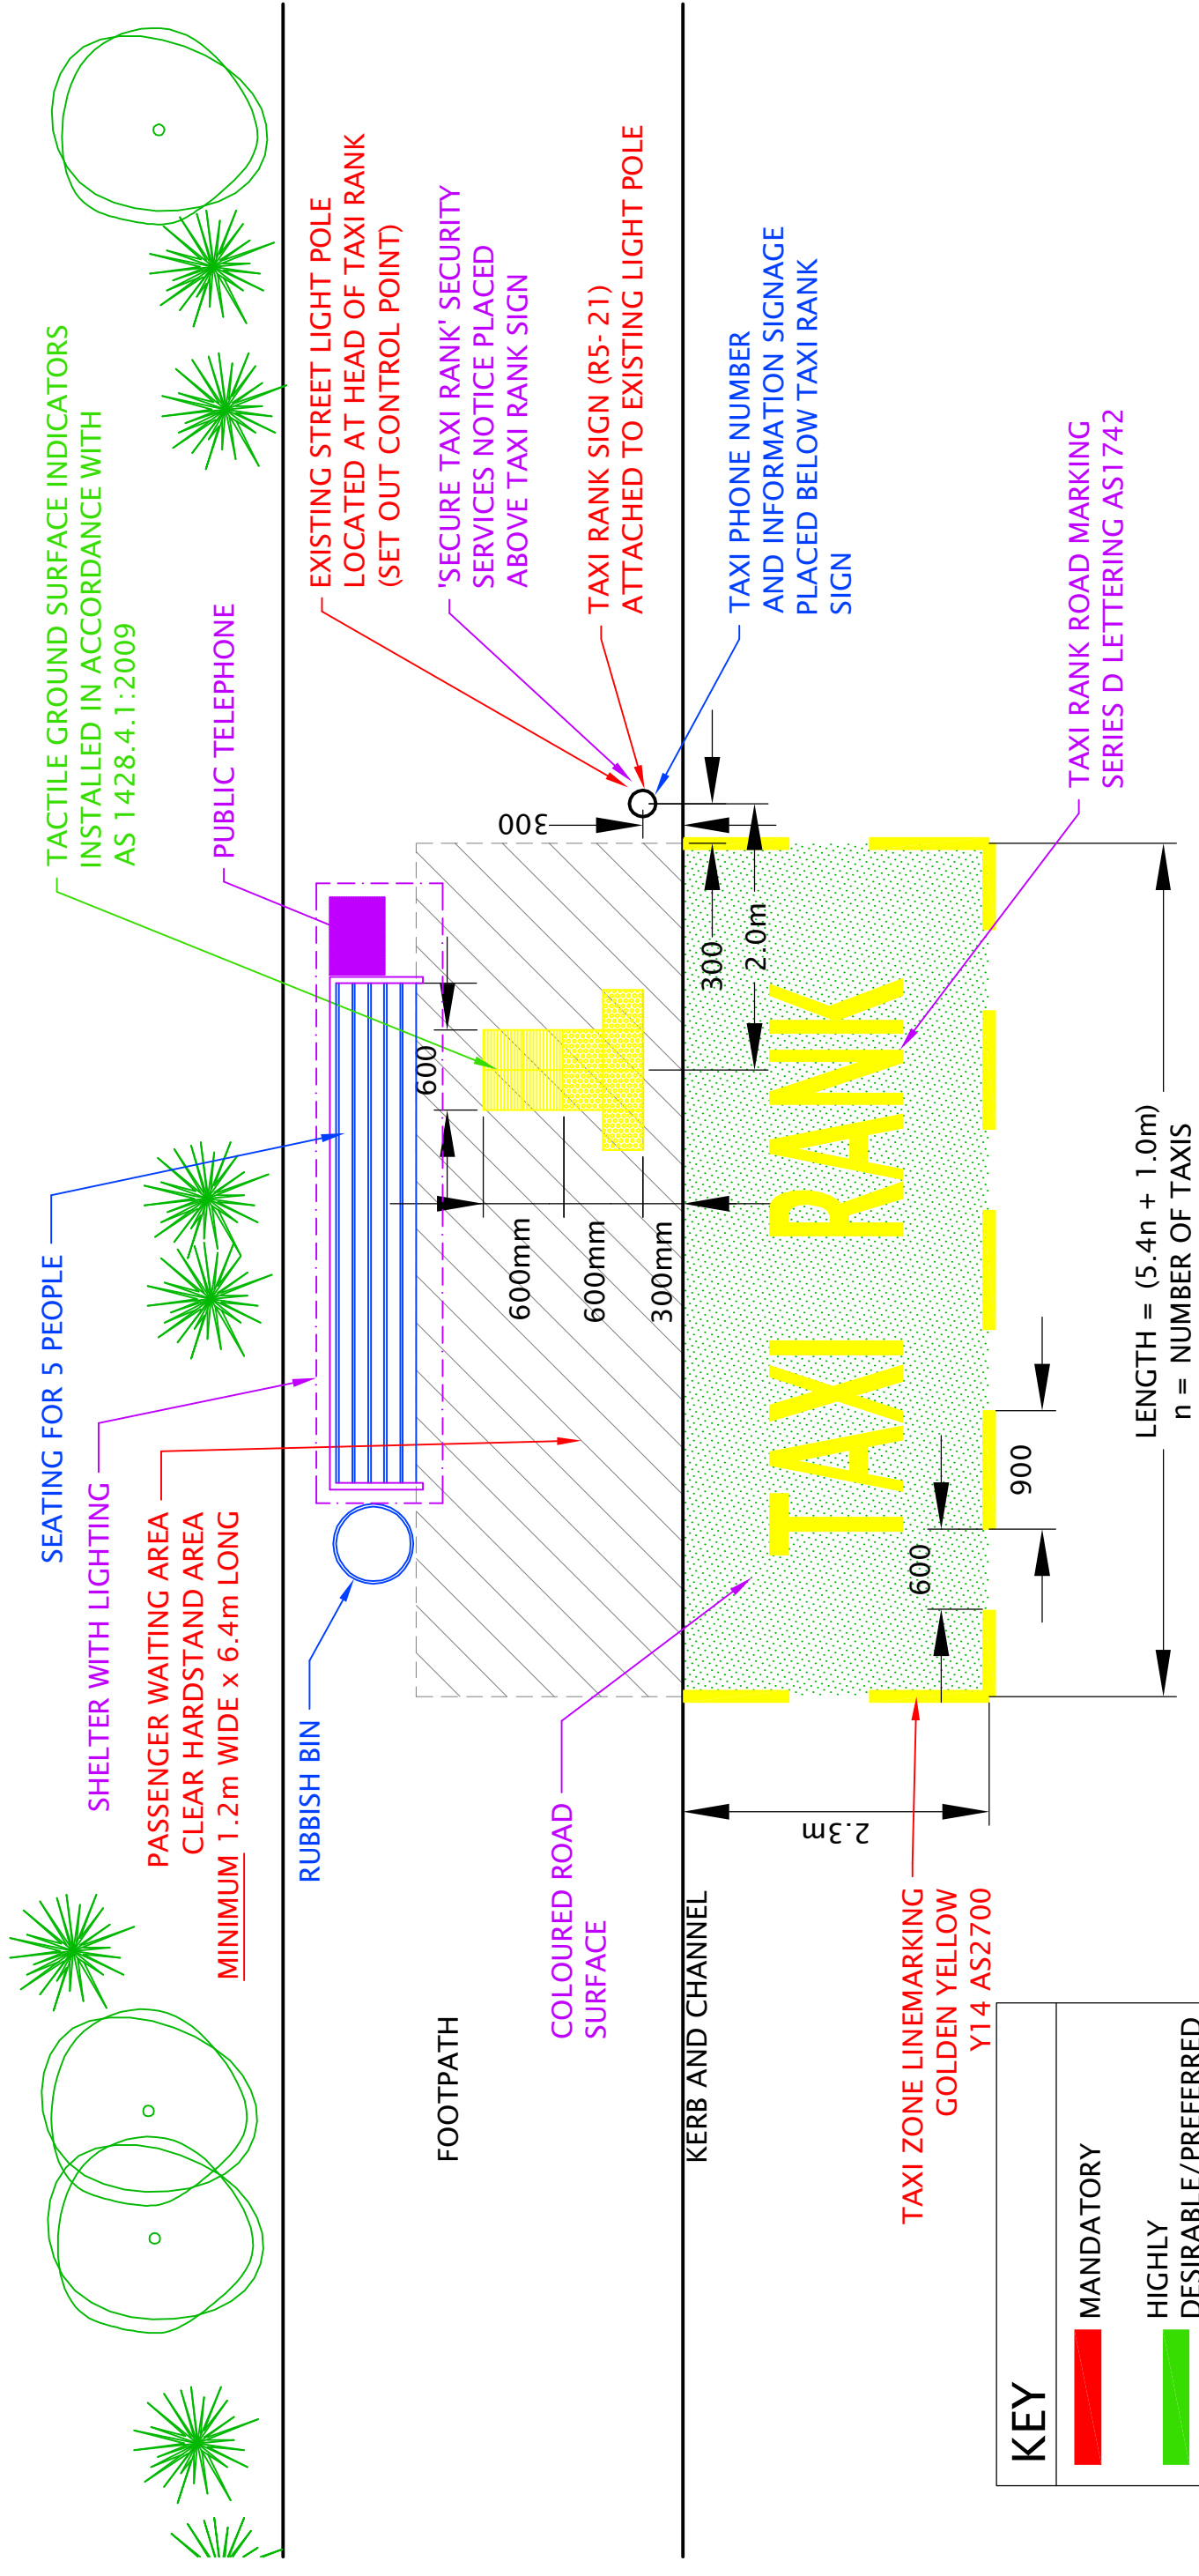 TACTILE GROUND SURFACE INDICATORS
INSTALLED IN ACCORDANCE WITH
AS 1428.4.1:2009
PUBLIC TELEPHONE
SEATING FOR 5 PEOPLE
SHELTER WITH LIGHTING
PASSENGER WAITING AREA
CLEAR HARDSTAND AREA
MINIMUM 1.2m WIDE x 6.4m LONG
RUBBISH BIN
EXISTING STREET LIGHT POLE
LOCATED AT HEAD OF TAXI RANK
(SET OUT CONTROL POINT)
'SECURE TAXI RANK' SECURITY
SERVICES NOTICE PLACED
ABOVE TAXI RANK SIGN
TAXI RANK SIGN (R5- 21)
ATTACHED TO EXISTING LIGHT POLE
TAXI PHONE NUMBER
AND INFORMATION SIGNAGE
PLACED BELOW TAXI RANK
SIGN
FOOTPATH
COLOURED ROAD
SURFACE
KERB AND CHANNEL
600
600mm
600mm
300mm
300
300
2.0m
TAXI RANK
TAXI RANK ROAD MARKING
SERIES D LETTERING AS1742
2.3m
600
900
TAXI ZONE LINEMARKING
GOLDEN YELLOW
Y14 AS2700
LENGTH = (5.4n + 1.0m)
n = NUMBER OF TAXIS
KEY
MANDATORY
HIGHLY
DESIRABLE/PREFERRED